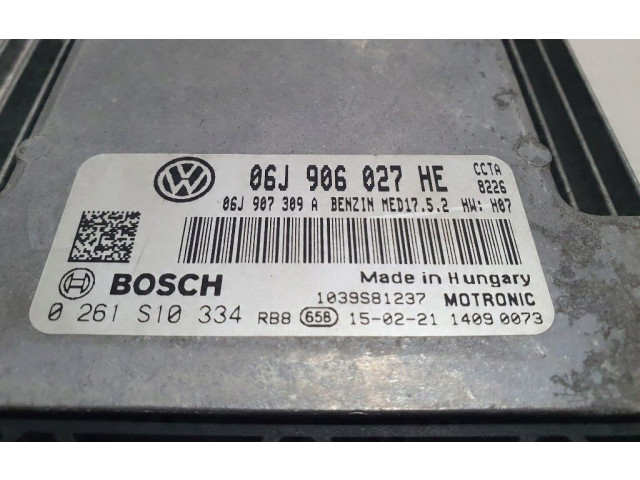 06J 906 027 HE CCTA
8226
06J 907 309 A BENZIN MED17.5.2 HW: H07
BOSCH Made in Hungary
1039S81237 MOTRONIC
0 261 S10 334 RB8 658 15-02-21 1409 0073